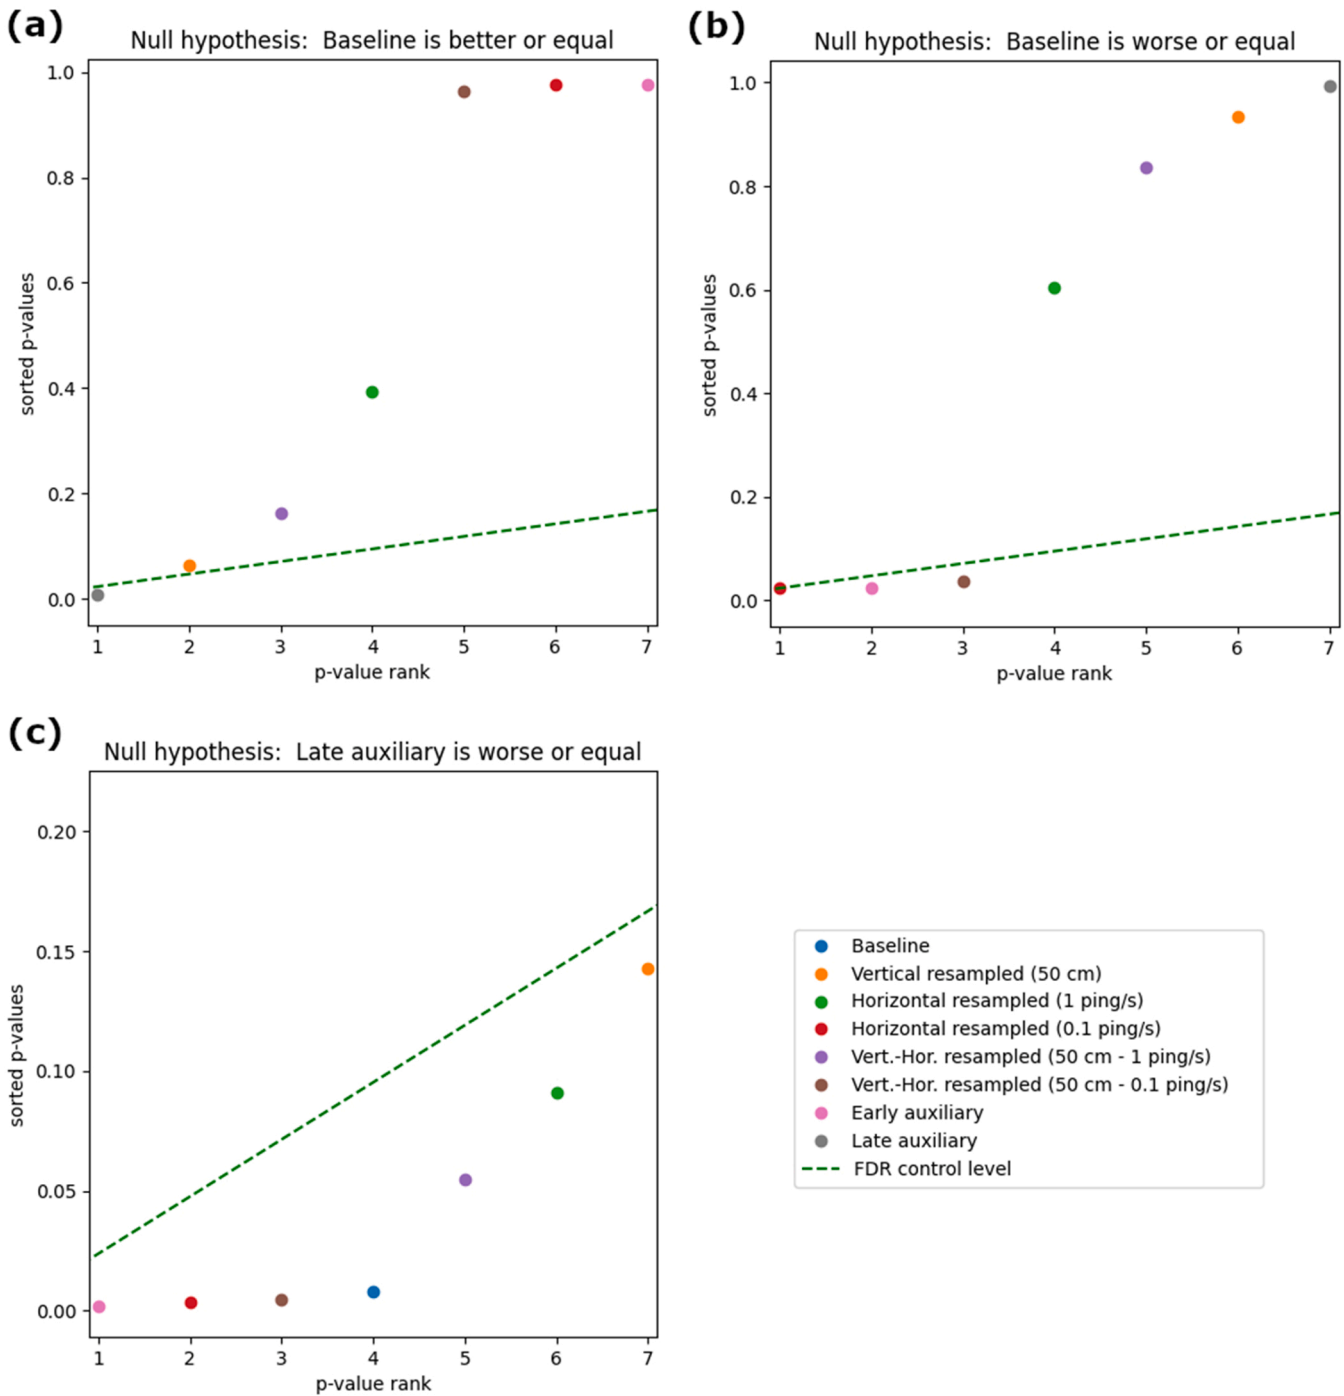 (a)
Null hypothesis:  Baseline is better or equal
1.0
0.8
0.6
0.4
0.2
0.0
sorted p-values
1 2 3 4 5 6 7
p-value rank
(b)
Null hypothesis:  Baseline is worse or equal
1.0
0.8
0.6
0.4
0.2
0.0
sorted p-values
1 2 3 4 5 6 7
p-value rank
(c)
Null hypothesis:  Late auxiliary is worse or equal
0.20
0.15
0.10
0.05
0.00
sorted p-values
1 2 3 4 5 6 7
p-value rank
Baseline
Vertical resampled (50 cm)
Horizontal resampled (1 ping/s)
Horizontal resampled (0.1 ping/s)
Vert.-Hor. resampled (50 cm - 1 ping/s)
Vert.-Hor. resampled (50 cm - 0.1 ping/s)
Early auxiliary
Late auxiliary
FDR control level